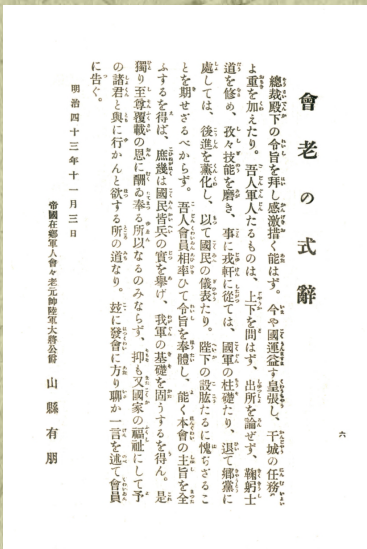 會老の式辭
總裁殿下の令旨を拜し感激措く能はず。今や國運益す皇張し、干城の任務
よ重を加えたり。吾人軍人たるものは、上下を問はず、出所を論ぜず、鞠躬士
道を修め、孜々技能を磨き、事に戎軒に從ては、國軍の柱礎たり、退て鄕黨に
處しては、後進を薰化し、以て國民の儀表たり。陛下の股肱たるに愧ぢざるこ
とを期せざるべからず。吾人會員相率ひて令旨を奉體し、能く本會の主旨を全
ふするを得ば、庶幾は國民皆兵の實を擧げ、我軍の基礎を固うするを得ん。是
獨り至尊覆載の恩に酬ゐ奉る所以なるのみならず、抑も又國家の福祉にして予
の諸君と與に行かんと欲する所の道なり。玆に發會に方り聊か一言を述て會員
に告ぐ。
明治四十三年十一月三日
帝國在鄕軍人會々老元帥陸軍大將公爵 山縣有朋
六